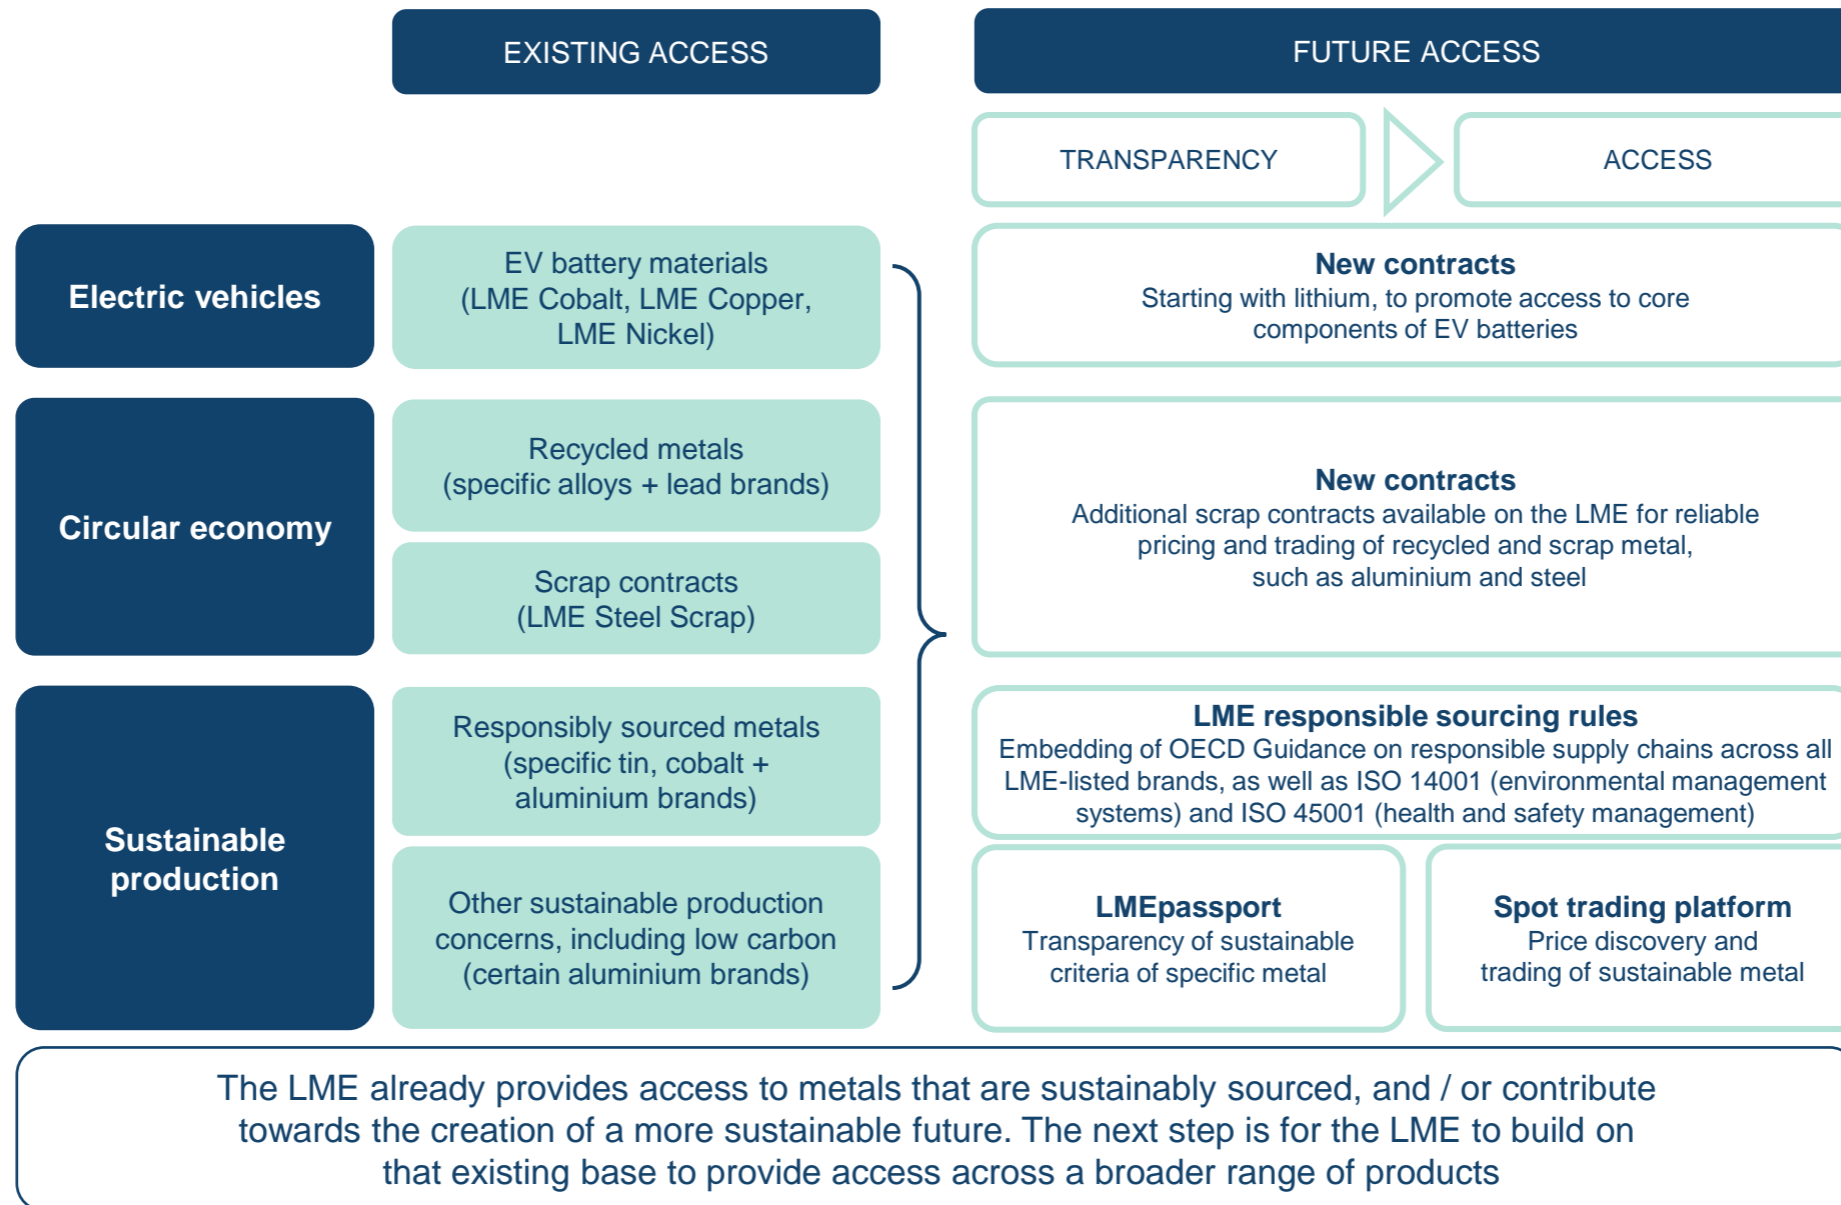 EXISTING ACCESS
FUTURE ACCESS
TRANSPARENCY
ACCESS
Electric vehicles
EV battery materials
(LME Cobalt, LME Copper,
LME Nickel)
New contracts
Starting with lithium, to promote access to core
components of EV batteries
Circular economy
Recycled metals
(specific alloys + lead brands)
Scrap contracts
(LME Steel Scrap)
New contracts
Additional scrap contracts available on the LME for reliable
pricing and trading of recycled and scrap metal,
such as aluminium and steel
Sustainable
production
Responsibly sourced metals
(specific tin, cobalt +
aluminium brands)
Other sustainable production
concerns, including low carbon
(certain aluminium brands)
LME responsible sourcing rules
Embedding of OECD Guidance on responsible supply chains across all
LME-listed brands, as well as ISO 14001 (environmental management
systems) and ISO 45001 (health and safety management)
LMEpassport
Transparency of sustainable
criteria of specific metal
Spot trading platform
Price discovery and
trading of sustainable metal
The LME already provides access to metals that are sustainably sourced, and / or contribute
towards the creation of a more sustainable future. The next step is for the LME to build on
that existing base to provide access across a broader range of products